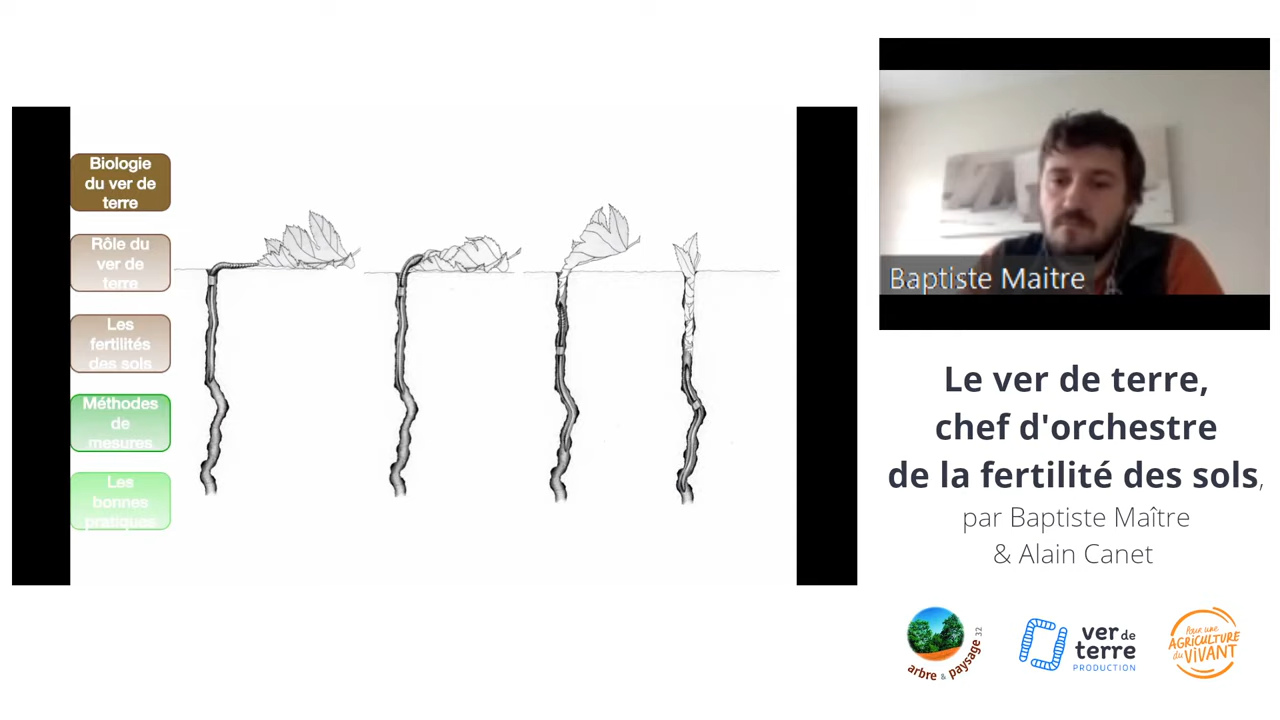 Biologie
du ver de
terre
Rôle du
ver de
terre
Les
fertilités
des sols
Méthodes
de
mesures
Les
bonnes
pratiques
Baptiste Maitre
Le ver de terre,
chef d'orchestre
de la fertilité des sols,
par Baptiste Maître
& Alain Canet
arbre & paysage 32
ver de
terre
PRODUCTION
Pour une
AGRICULTURE
du VIVANT